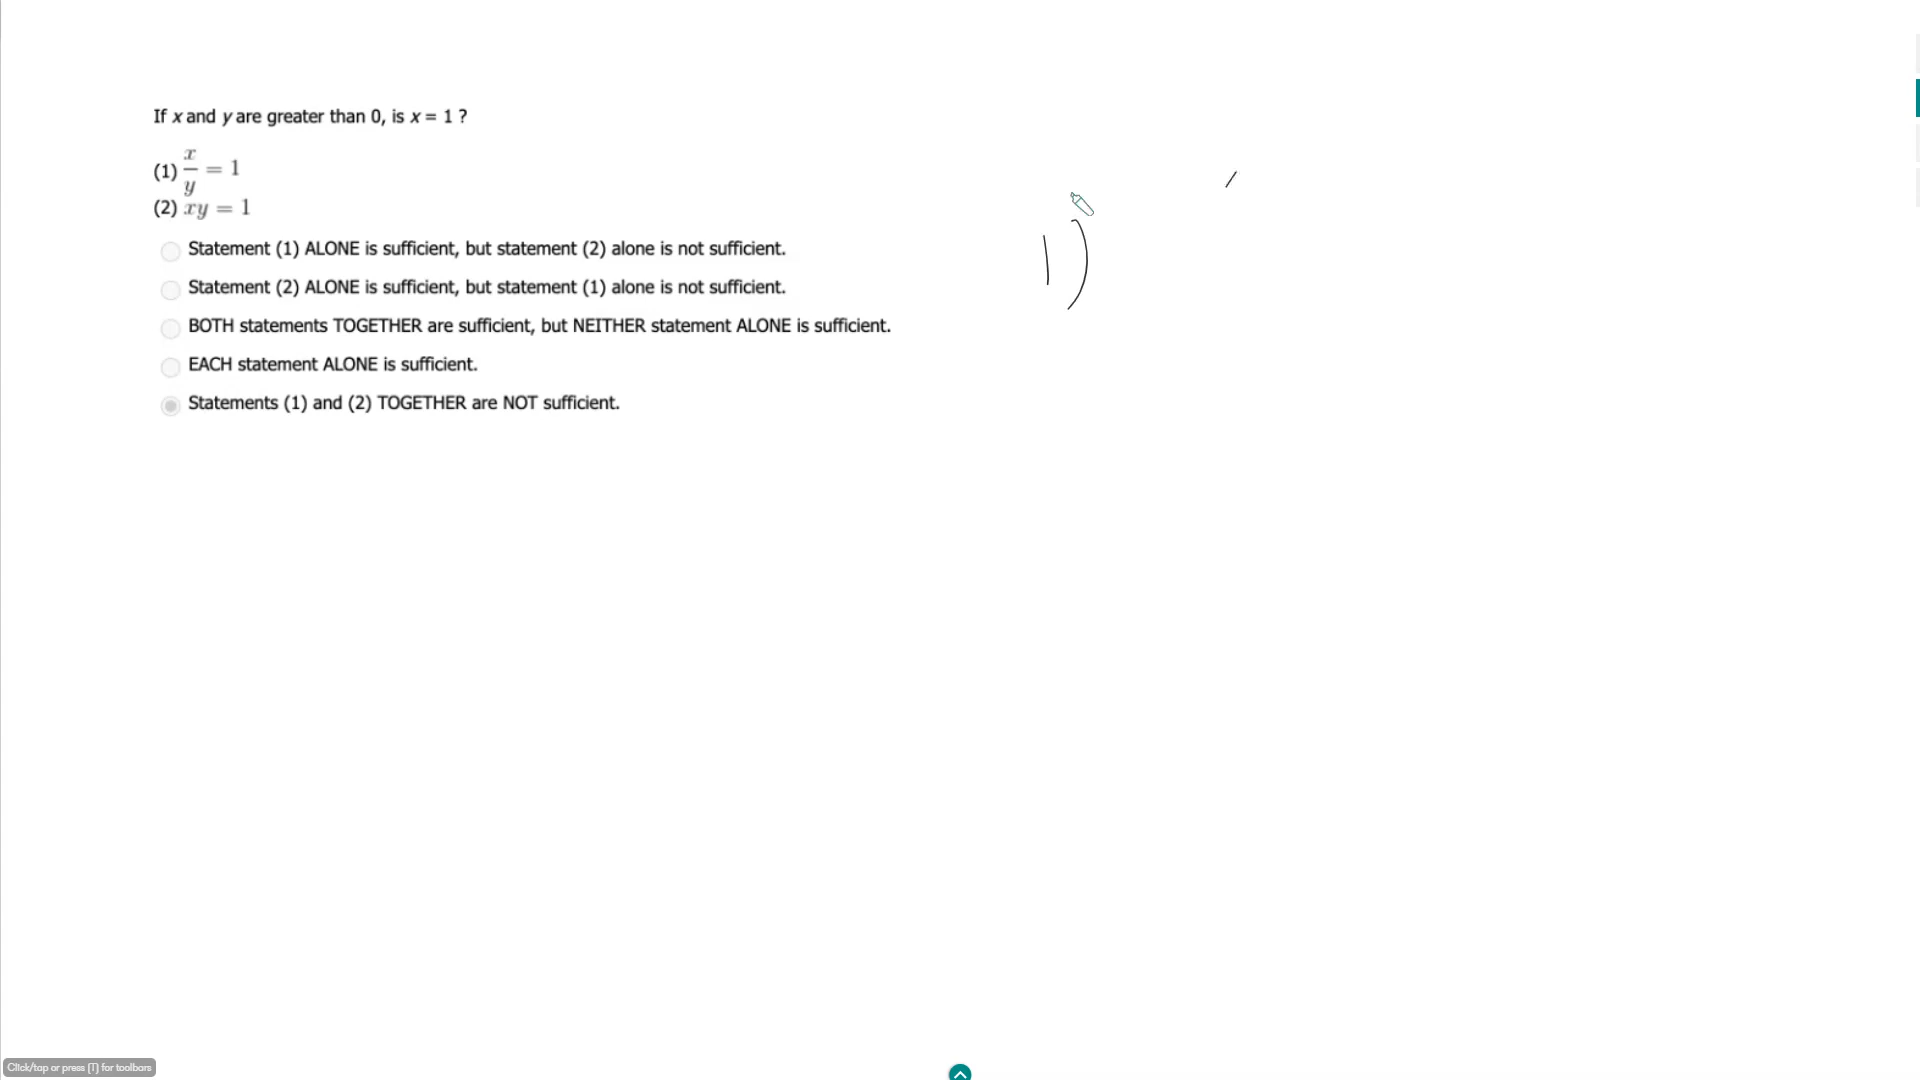 If x and y are greater than 0, is x = 1 ?
(1) x/y = 1
(2) xy = 1
Statement (1) ALONE is sufficient, but statement (2) alone is not sufficient.
Statement (2) ALONE is sufficient, but statement (1) alone is not sufficient.
BOTH statements TOGETHER are sufficient, but NEITHER statement ALONE is sufficient.
EACH statement ALONE is sufficient.
Statements (1) and (2) TOGETHER are NOT sufficient.
1)
Click/tap or press [T] for toolbars